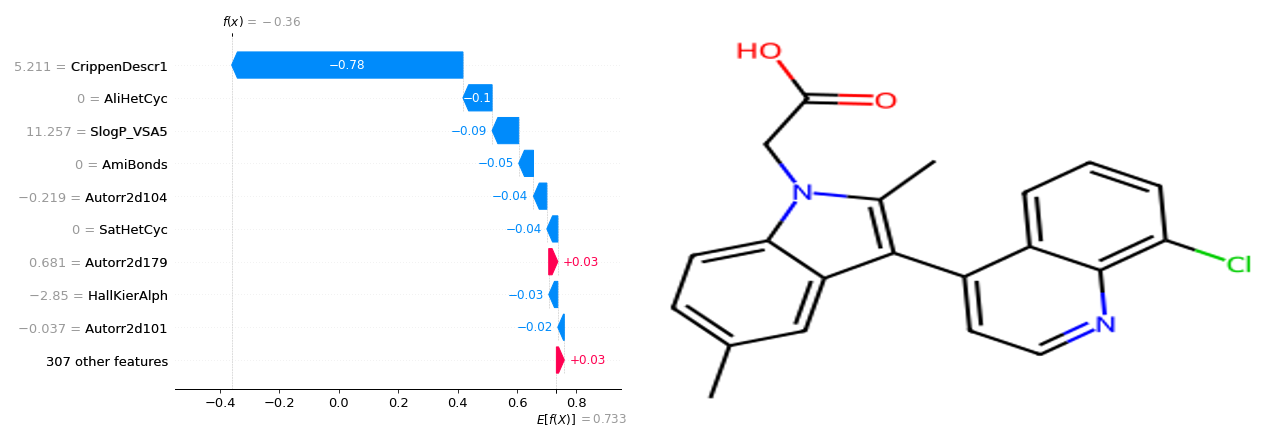 f(x) = −0.36
5.211 = CrippenDescr1
−0.78
0 = AliHetCyc
−0.1
11.257 = SlogP_VSA5
−0.09
0 = AmiBonds
−0.05
−0.219 = Autorr2d104
−0.04
0 = SatHetCyc
−0.04
0.681 = Autorr2d179
+0.03
−2.85 = HallKierAlph
−0.03
−0.037 = Autorr2d101
−0.02
307 other features
+0.03
−0.4 −0.2 0.0 0.2 0.4 0.6 0.8
E[f(X)] = 0.733
HO
O
N
Cl
N